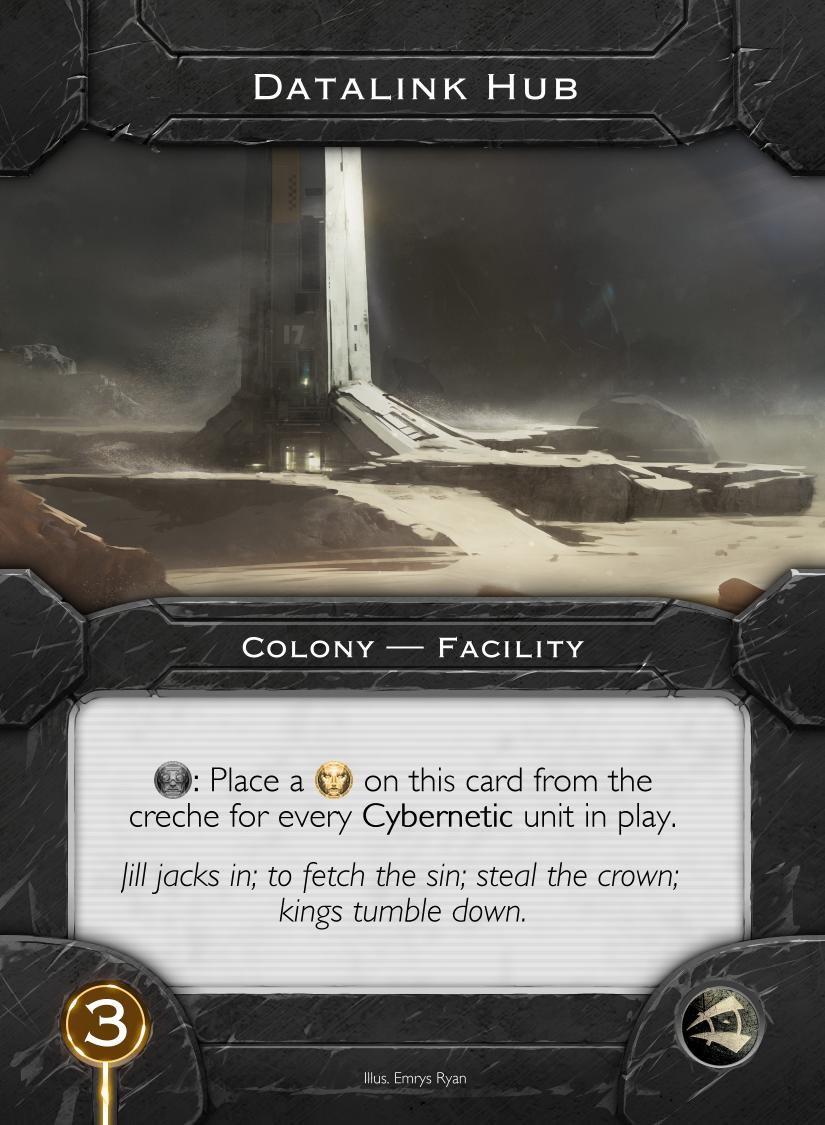 Datalink Hub
17
Colony — Facility
: Place a on this card from the
creche for every Cybernetic unit in play.
Jill jacks in; to fetch the sin; steal the crown;
kings tumble down.
3
Illus. Emrys Ryan